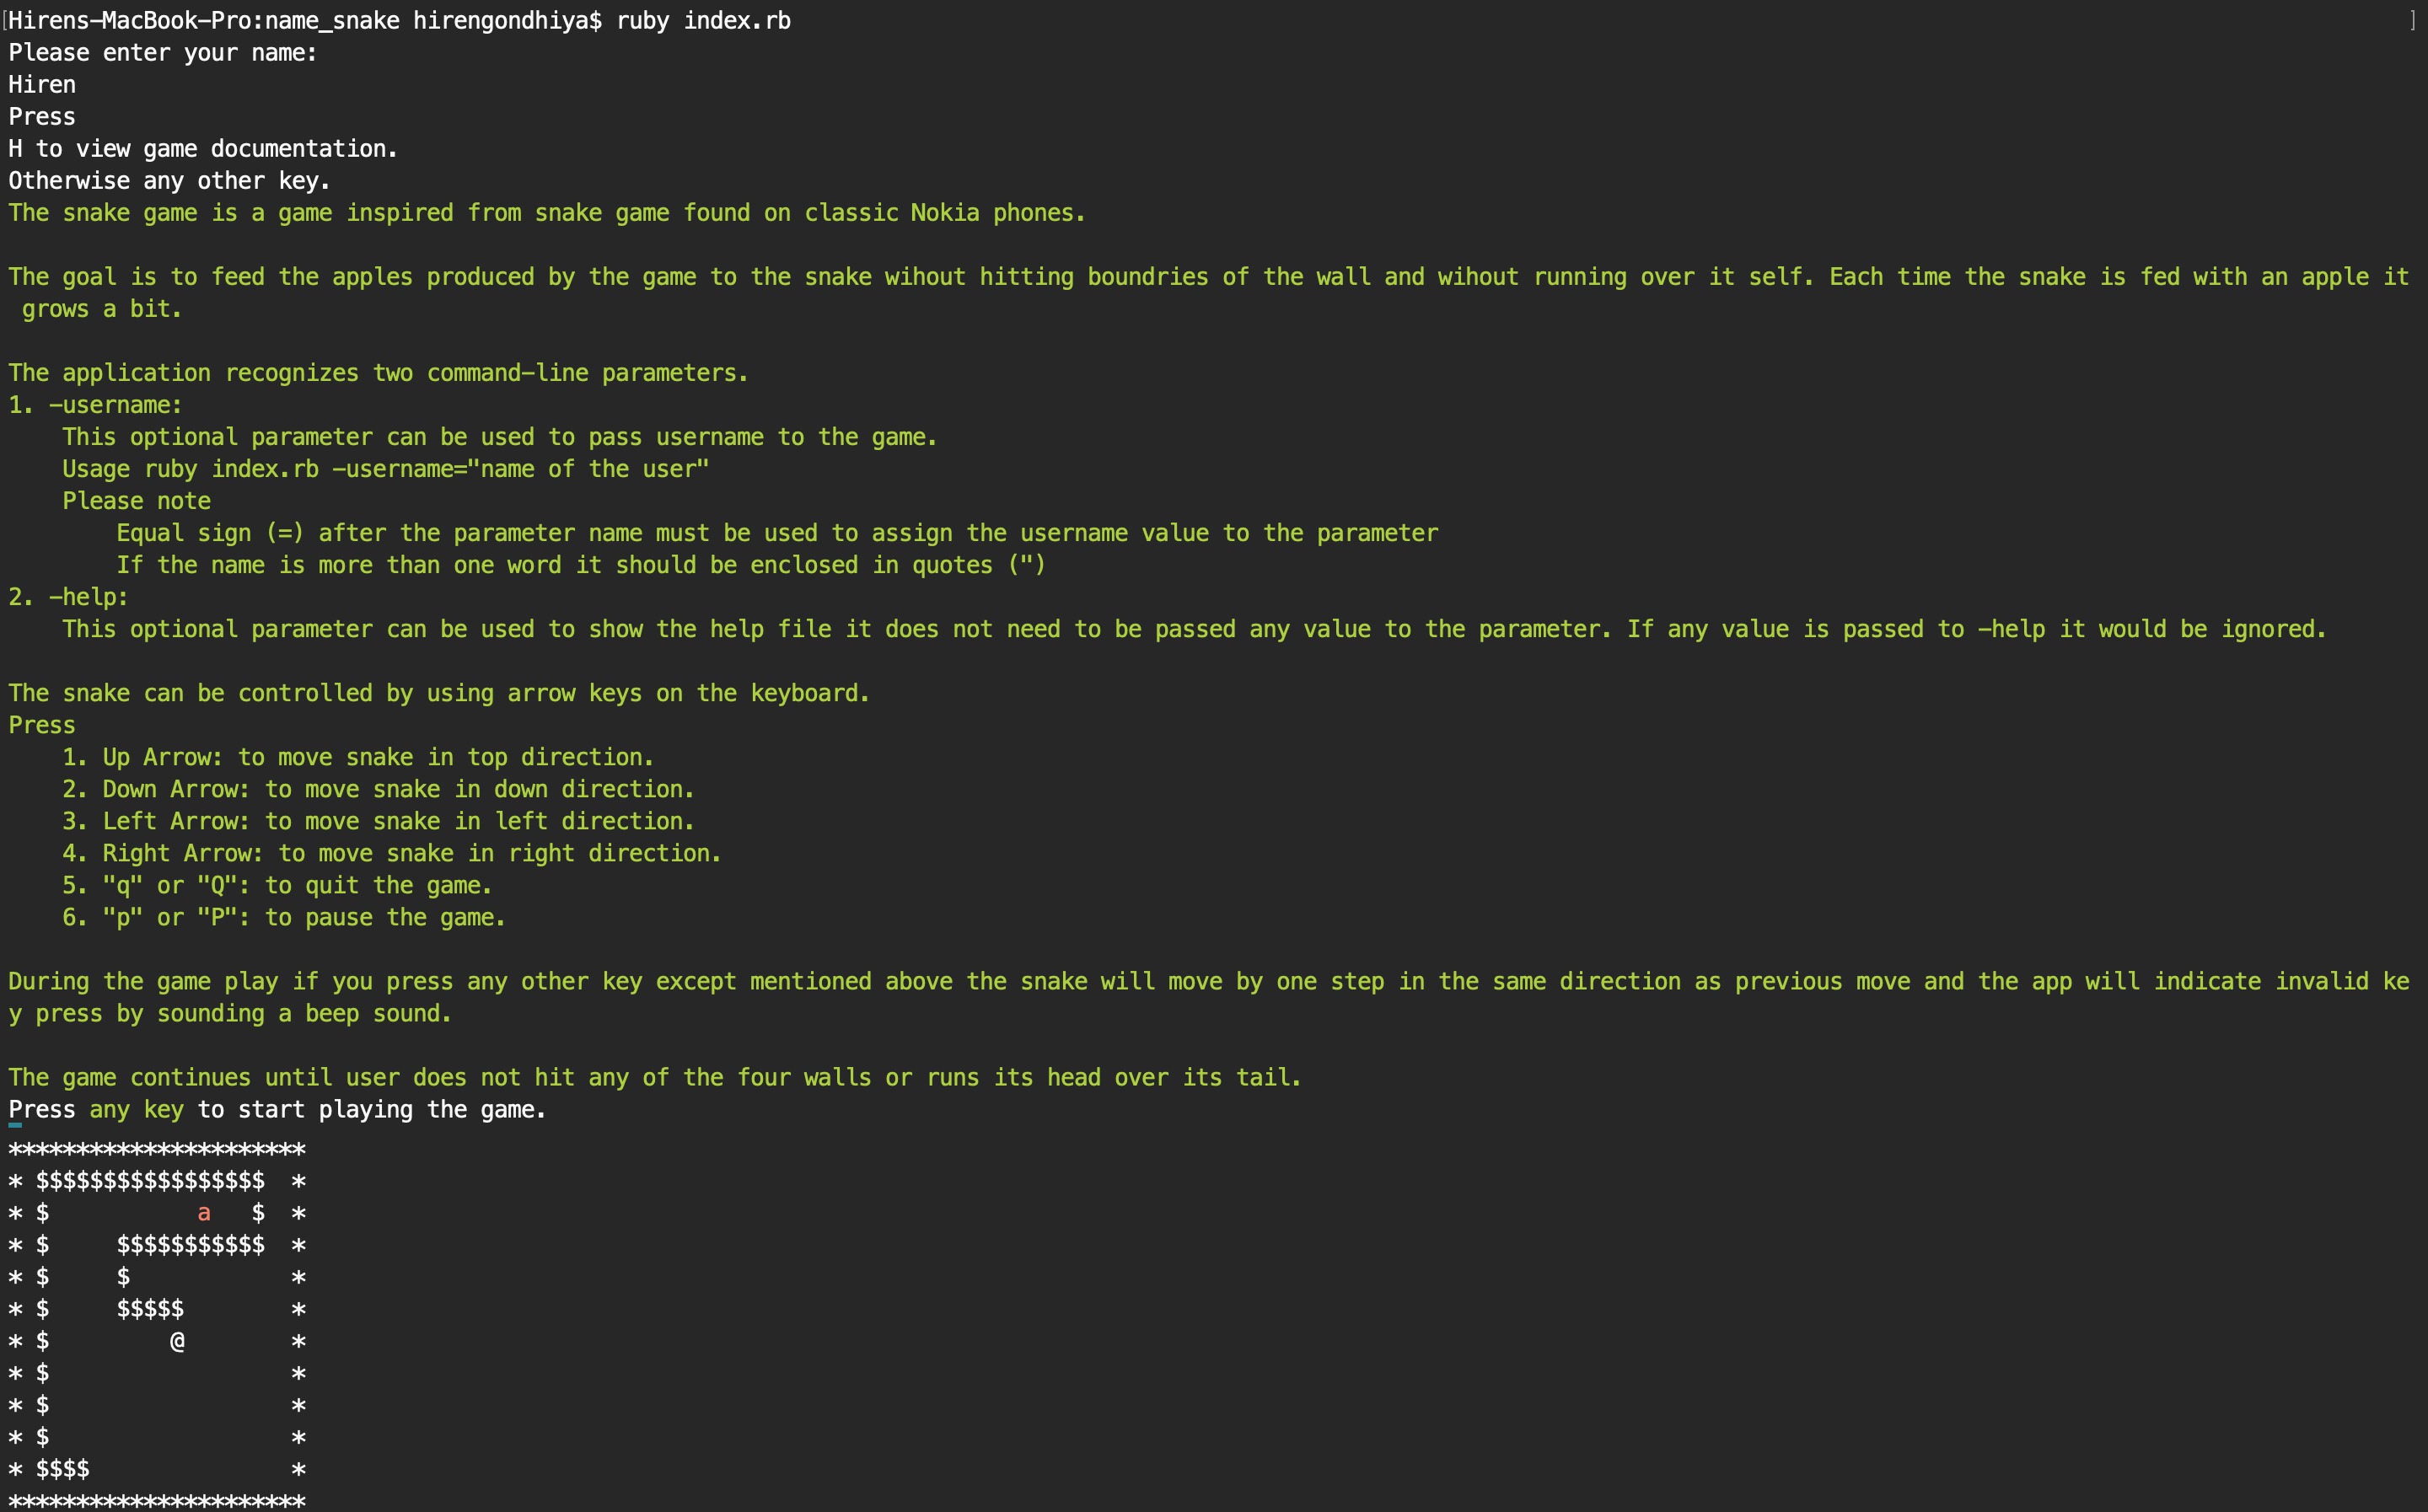 [Hirens-MacBook-Pro:name_snake hirengondhiya$ ruby index.rb ]
Please enter your name:
Hiren
Press
H to view game documentation.
Otherwise any other key.
The snake game is a game inspired from snake game found on classic Nokia phones.
The goal is to feed the apples produced by the game to the snake wihout hitting boundries of the wall and wihout running over it self. Each time the snake is fed with an apple it
 grows a bit.
The application recognizes two command-line parameters.
1. -username:
    This optional parameter can be used to pass username to the game.
    Usage ruby index.rb -username="name of the user"
    Please note
        Equal sign (=) after the parameter name must be used to assign the username value to the parameter
        If the name is more than one word it should be enclosed in quotes (")
2. -help:
    This optional parameter can be used to show the help file it does not need to be passed any value to the parameter. If any value is passed to -help it would be ignored.
The snake can be controlled by using arrow keys on the keyboard.
Press
    1. Up Arrow: to move snake in top direction.
    2. Down Arrow: to move snake in down direction.
    3. Left Arrow: to move snake in left direction.
    4. Right Arrow: to move snake in right direction.
    5. "q" or "Q": to quit the game.
    6. "p" or "P": to pause the game.
During the game play if you press any other key except mentioned above the snake will move by one step in the same direction as previous move and the app will indicate invalid ke
y press by sounding a beep sound.
The game continues until user does not hit any of the four walls or runs its head over its tail.
Press any key to start playing the game.
**********************
* $$$$$$$$$$$$$$$$$  *
* $           a   $  *
* $     $$$$$$$$$$$  *
* $     $            *
* $     $$$$$        *
* $         @        *
* $                  *
* $                  *
* $                  *
* $$$$               *
**********************